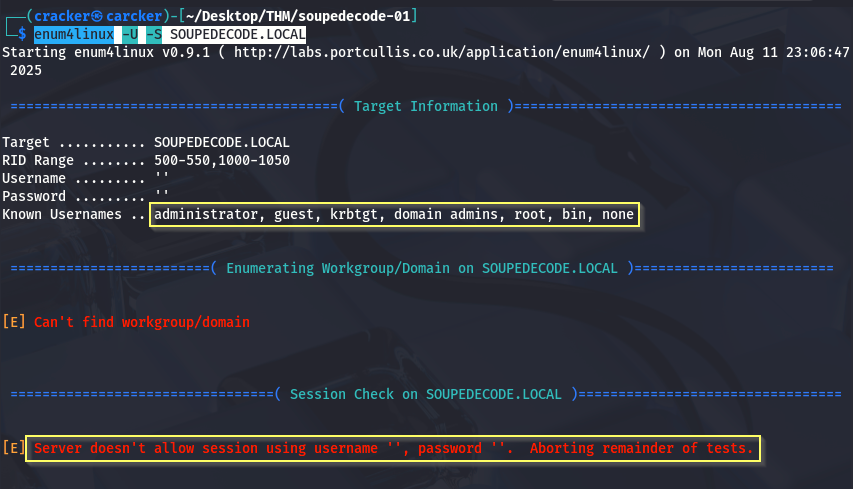 ┌──(cracker㉿carcker)-[~/Desktop/THM/soupedecode-01]
└─$ enum4linux -U -S SOUPEDECODE.LOCAL
Starting enum4linux v0.9.1 ( http://labs.portcullis.co.uk/application/enum4linux/ ) on Mon Aug 11 23:06:47
 2025
 =========================================( Target Information )=========================================
Target ........... SOUPEDECODE.LOCAL
RID Range ........ 500-550,1000-1050
Username ......... ''
Password ......... ''
Known Usernames .. administrator, guest, krbtgt, domain admins, root, bin, none
 =========================( Enumerating Workgroup/Domain on SOUPEDECODE.LOCAL )=========================
[E] Can't find workgroup/domain
 =================================( Session Check on SOUPEDECODE.LOCAL )=================================
[E] Server doesn't allow session using username '', password ''.  Aborting remainder of tests.